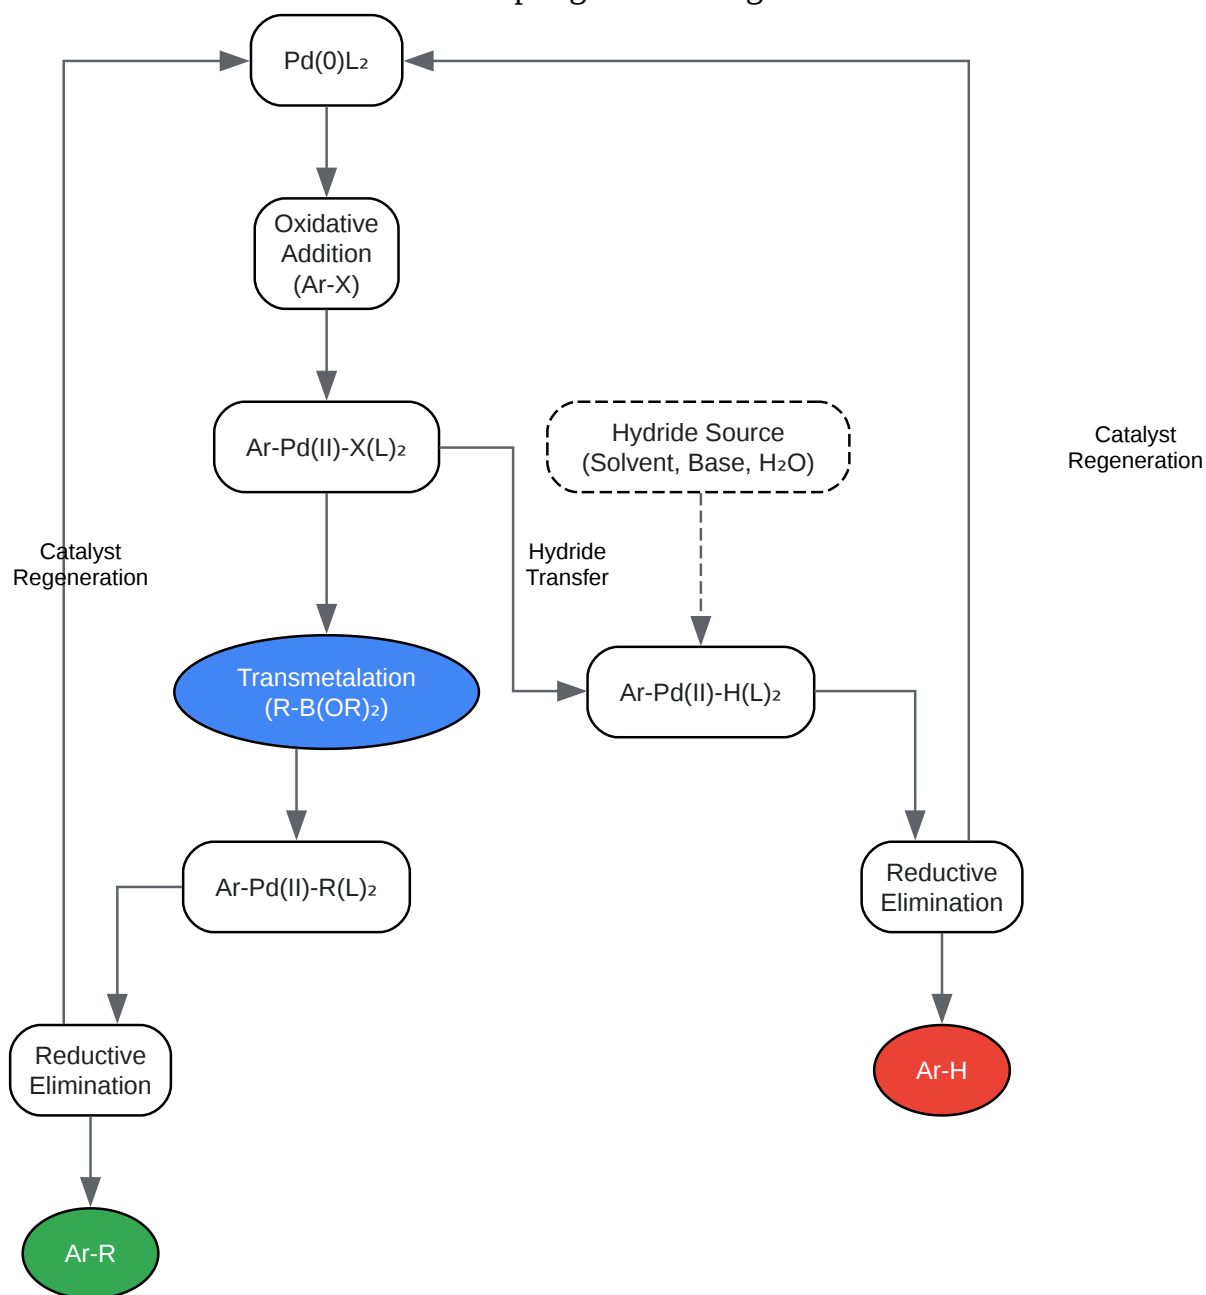 Pd(0)L₂
Oxidative
Addition
(Ar-X)
Ar-Pd(II)-X(L)₂
Hydride Source
(Solvent, Base, H₂O)
Catalyst
Regeneration
Catalyst
Regeneration
Hydride
Transfer
Transmetalation
(R-B(OR)₂)
Ar-Pd(II)-H(L)₂
Ar-Pd(II)-R(L)₂
Reductive
Elimination
Reductive
Elimination
Ar-H
Ar-R